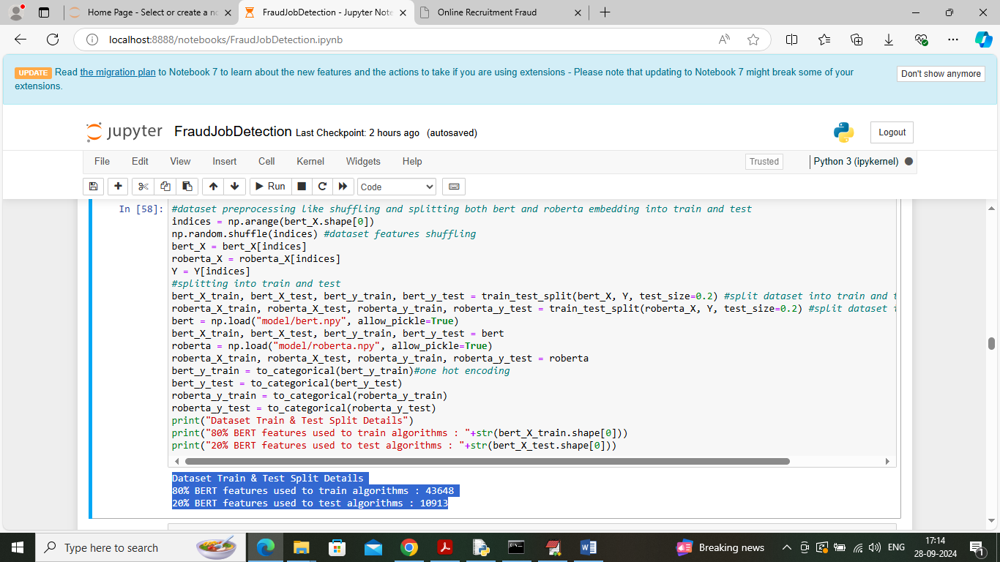 Home Page - Select or create a no
FraudJobDetection - Jupyter Note
Online Recruitment Fraud
localhost:8888/notebooks/FraudJobDetection.ipynb
UPDATE Read the migration plan to Notebook 7 to learn about the new features and the actions to take if you are using extensions - Please note that updating to Notebook 7 might break some of your
extensions.
Don't show anymore
jupyter FraudJobDetection Last Checkpoint: 2 hours ago (autosaved)
Logout
File Edit View Insert Cell Kernel Widgets Help
Trusted
Python 3 (ipykernel)
Run
Code
In [58]: #dataset preprocessing like shuffling and splitting both bert and roberta embedding into train and test
indices = np.arange(bert_X.shape[0])
np.random.shuffle(indices) #dataset features shuffling
bert_X = bert_X[indices]
roberta_X = roberta_X[indices]
Y = Y[indices]
#splitting into train and test
bert_X_train, bert_X_test, bert_y_train, bert_y_test = train_test_split(bert_X, Y, test_size=0.2) #split dataset into train and t
roberta_X_train, roberta_X_test, roberta_y_train, roberta_y_test = train_test_split(roberta_X, Y, test_size=0.2) #split dataset i
bert = np.load("model/bert.npy", allow_pickle=True)
bert_X_train, bert_X_test, bert_y_train, bert_y_test = bert
roberta = np.load("model/roberta.npy", allow_pickle=True)
roberta_X_train, roberta_X_test, roberta_y_train, roberta_y_test = roberta
bert_y_train = to_categorical(bert_y_train)#one hot encoding
bert_y_test = to_categorical(bert_y_test)
roberta_y_train = to_categorical(roberta_y_train)
roberta_y_test = to_categorical(roberta_y_test)
print("Dataset Train & Test Split Details")
print("80% BERT features used to train algorithms : "+str(bert_X_train.shape[0]))
print("20% BERT features used to test algorithms : "+str(bert_X_test.shape[0]))
Dataset Train & Test Split Details
80% BERT features used to train algorithms : 43648
20% BERT features used to test algorithms : 10913
Type here to search
Breaking news
ENG
17:14
28-09-2024
1